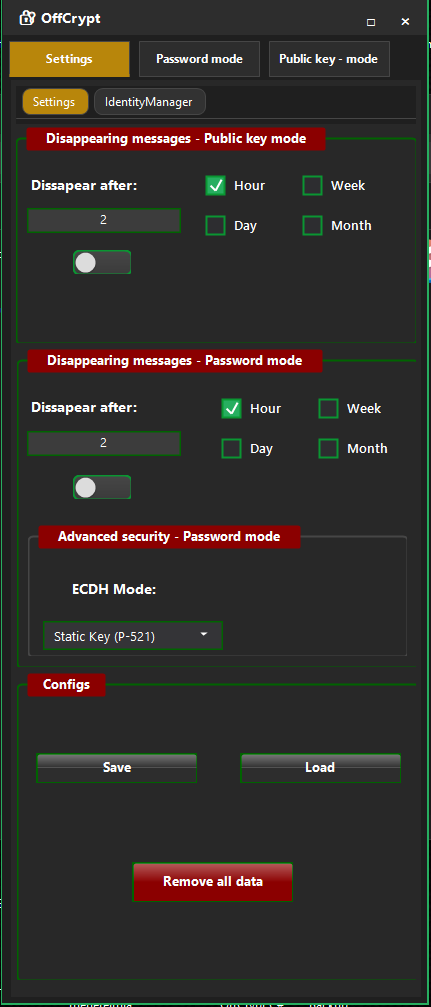 OffCrypt
Settings
Password mode
Public key - mode
Settings
IdentityManager
Disappearing messages - Public key mode
Dissapear after:
Hour
Week
2
Day
Month
Disappearing messages - Password mode
Dissapear after:
Hour
Week
2
Day
Month
Advanced security - Password mode
ECDH Mode:
Static Key (P-521)
Configs
Save
Load
Remove all data